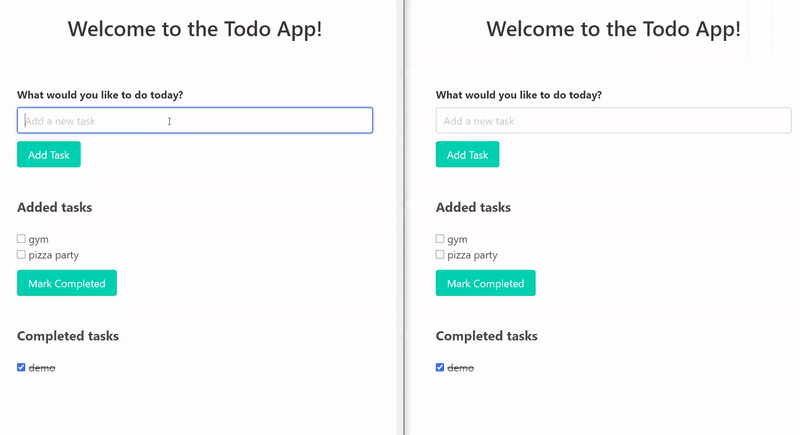 Welcome to the Todo App!
What would you like to do today?
Add a new task
Add Task
Added tasks
gym
pizza party
Mark Completed
Completed tasks
demo
Welcome to the Todo App!
What would you like to do today?
Add a new task
Add Task
Added tasks
gym
pizza party
Mark Completed
Completed tasks
demo